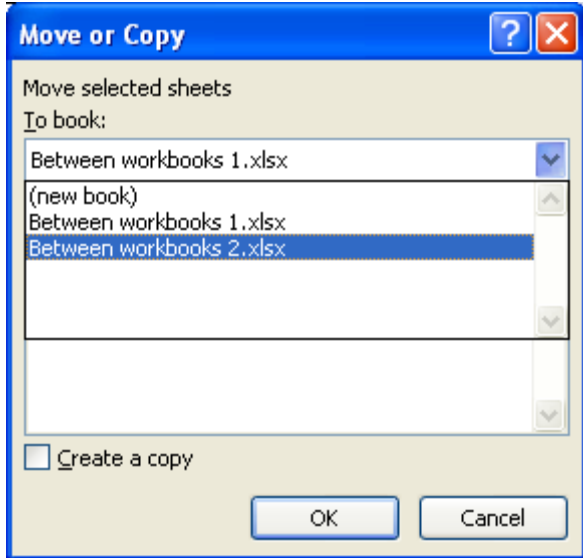 Move or Copy
Move selected sheets
To book:
Between workbooks 1.xlsx
(new book)
Between workbooks 1.xlsx
Between workbooks 2.xlsx
Create a copy
OK
Cancel